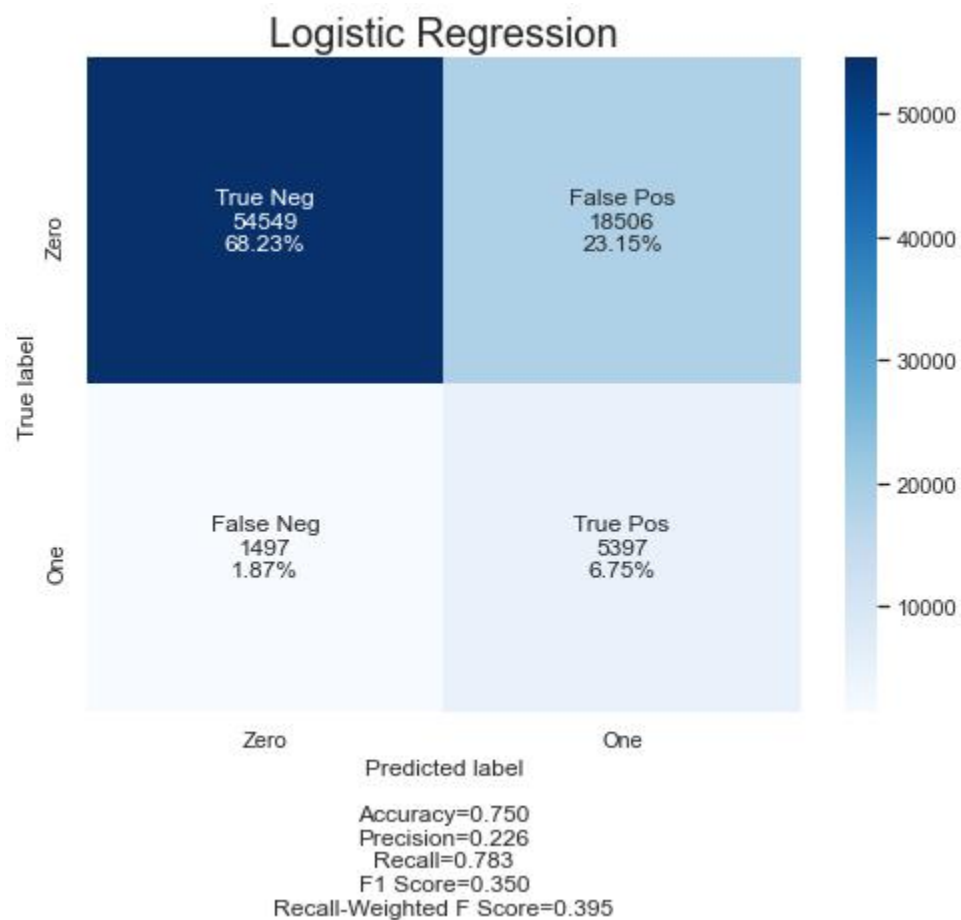 Logistic Regression
True Neg
54549
68.23%
False Pos
18506
23.15%
False Neg
1497
1.87%
True Pos
5397
6.75%
Zero
One
True label
Zero
One
Predicted label
50000
40000
30000
20000
10000
Accuracy=0.750
Precision=0.226
Recall=0.783
F1 Score=0.350
Recall-Weighted F Score=0.395